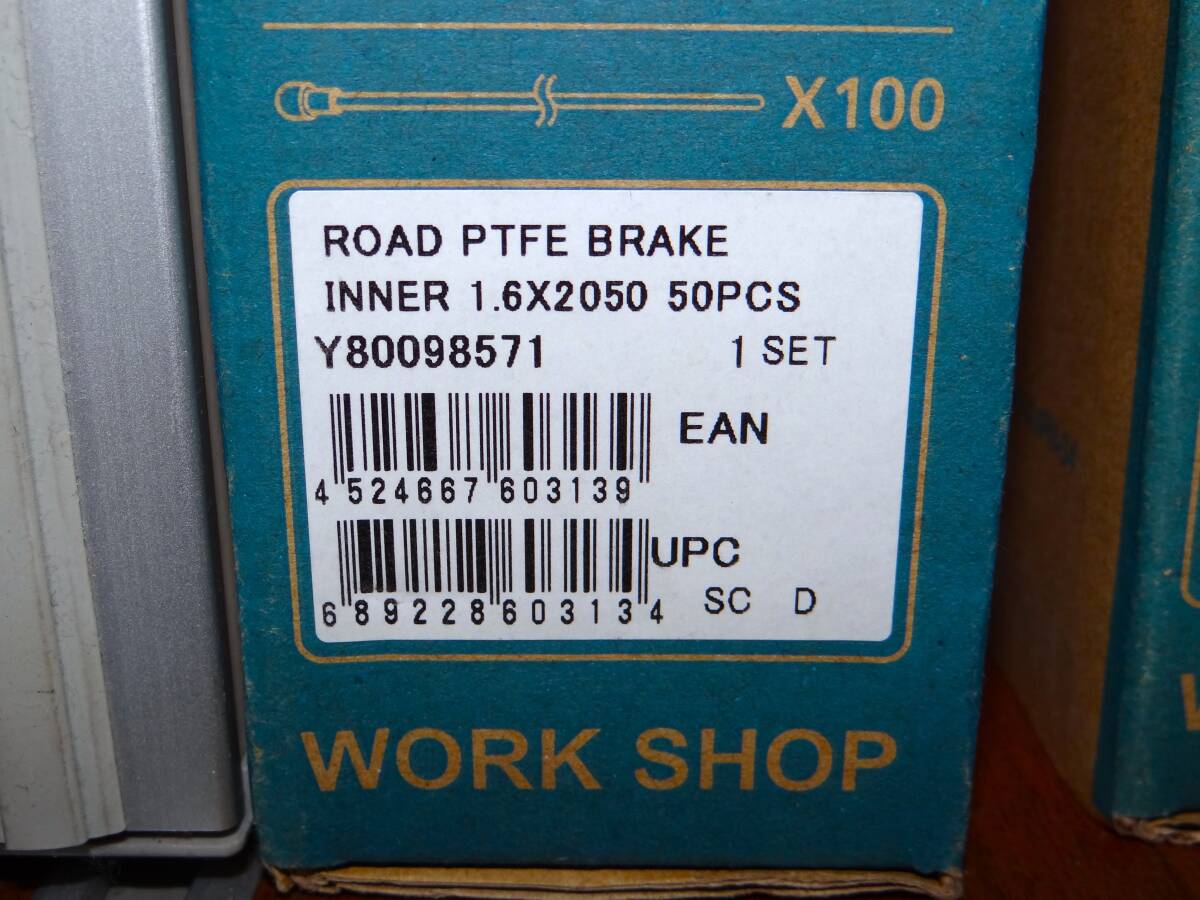 X100
ROAD PTFE BRAKE
INNER 1.6X2050 50PCS
Y80098571 1 SET
EAN
4 524667 603139
UPC
6 89228 60313 4
SC D
WORK SHOP